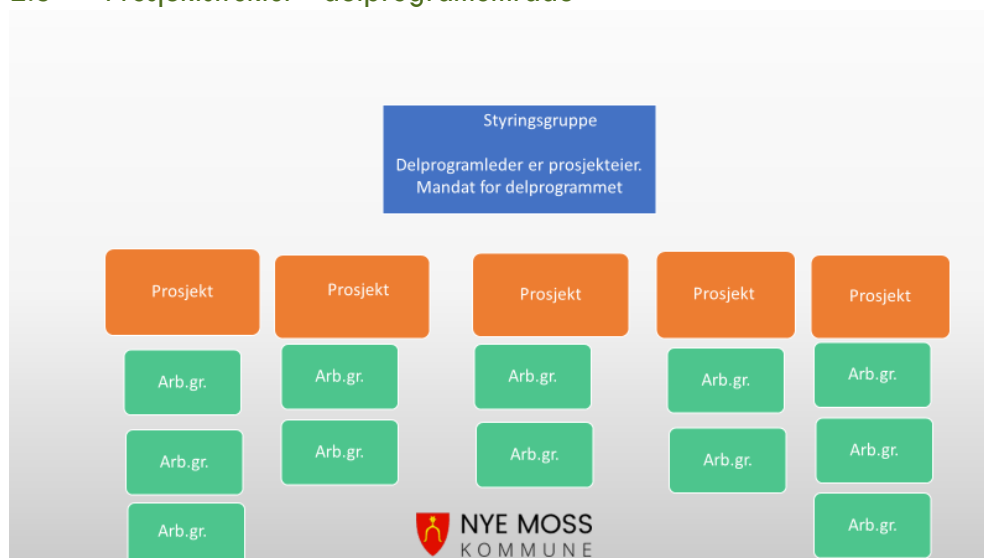 Styringsgruppe
Delprogramleder er prosjekteier.
Mandat for delprogrammet
Prosjekt
Prosjekt
Prosjekt
Prosjekt
Prosjekt
Arb.gr.
Arb.gr.
Arb.gr.
Arb.gr.
Arb.gr.
Arb.gr.
Arb.gr.
Arb.gr.
Arb.gr.
Arb.gr.
Arb.gr.
Arb.gr.
NYE MOSS
KOMMUNE